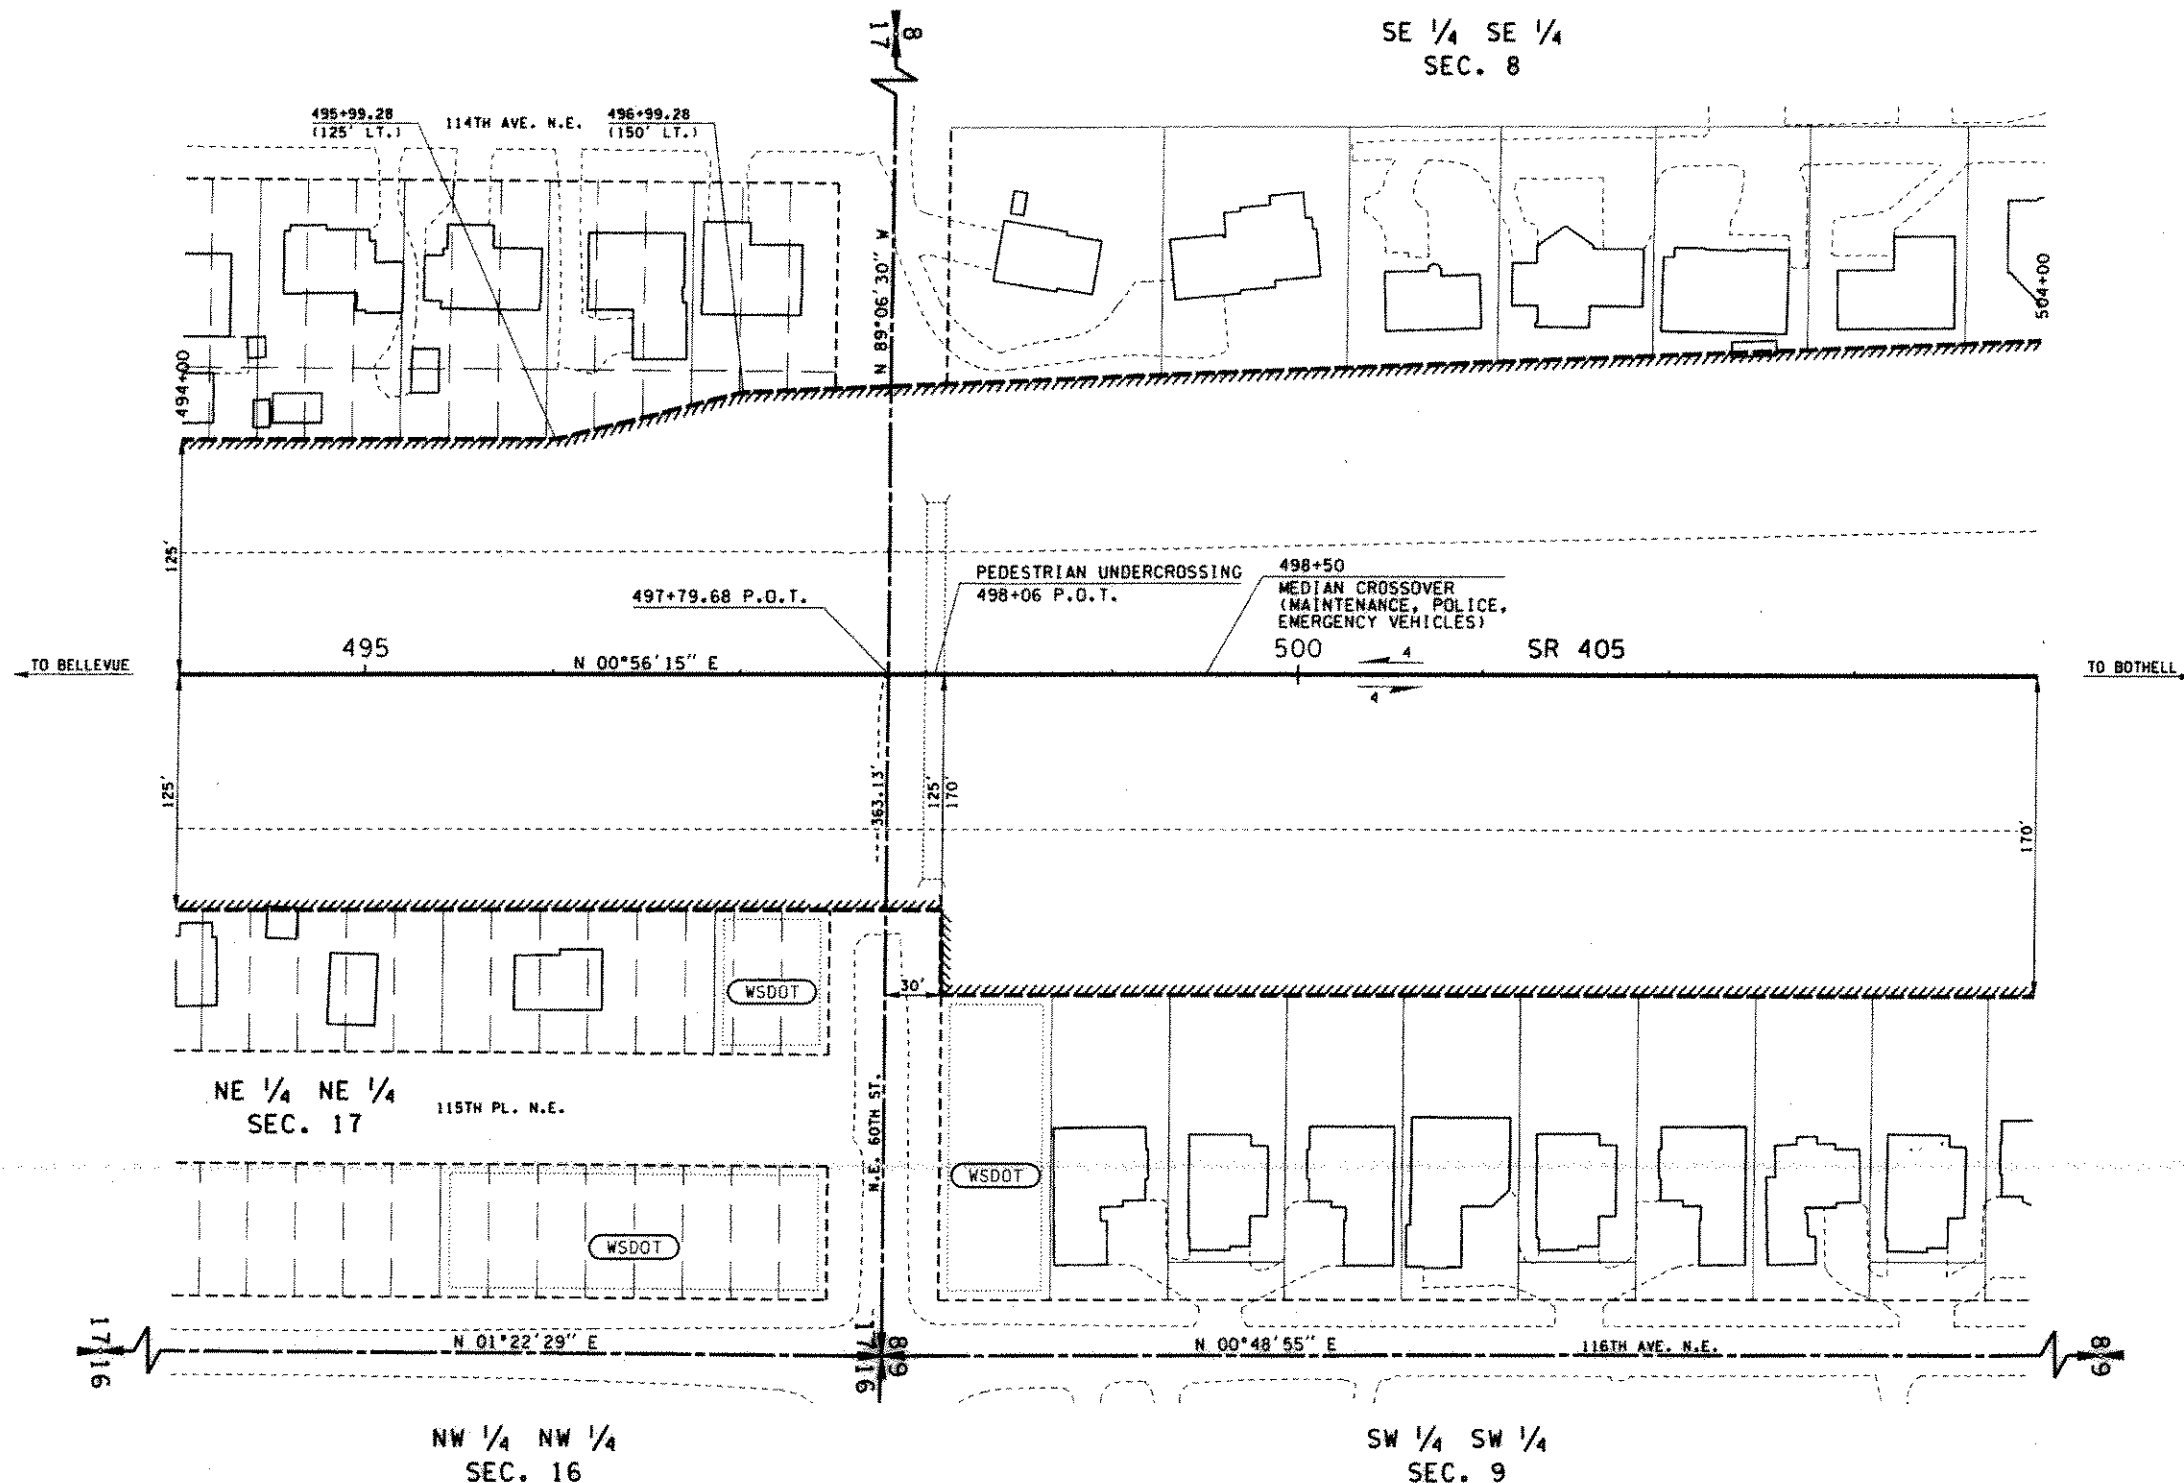 8
17
SE 1/4 SE 1/4
SEC. 8
495+99.28
(125' LT.)
114TH AVE. N.E.
496+99.28
(150' LT.)
N 89°06'30" W
494+00
504+00
125'
PEDESTRIAN UNDERCROSSING
498+06 P.O.T.
498+50
MEDIAN CROSSOVER
(MAINTENANCE, POLICE,
EMERGENCY VEHICLES)
497+79.68 P.O.T.
495
500
SR 405
4
4
N 00°56'15" E
TO BELLEVUE
TO BOTHELL
125'
363.13'
125'
170'
170'
WSDOT
30'
NE 1/4 NE 1/4
SEC. 17
115TH PL. N.E.
N.E. 60TH ST.
WSDOT
WSDOT
17
16
N 01°22'29" E
17
16
8
9
N 00°48'55" E
116TH AVE. N.E.
8
9
NW 1/4 NW 1/4
SEC. 16
SW 1/4 SW 1/4
SEC. 9